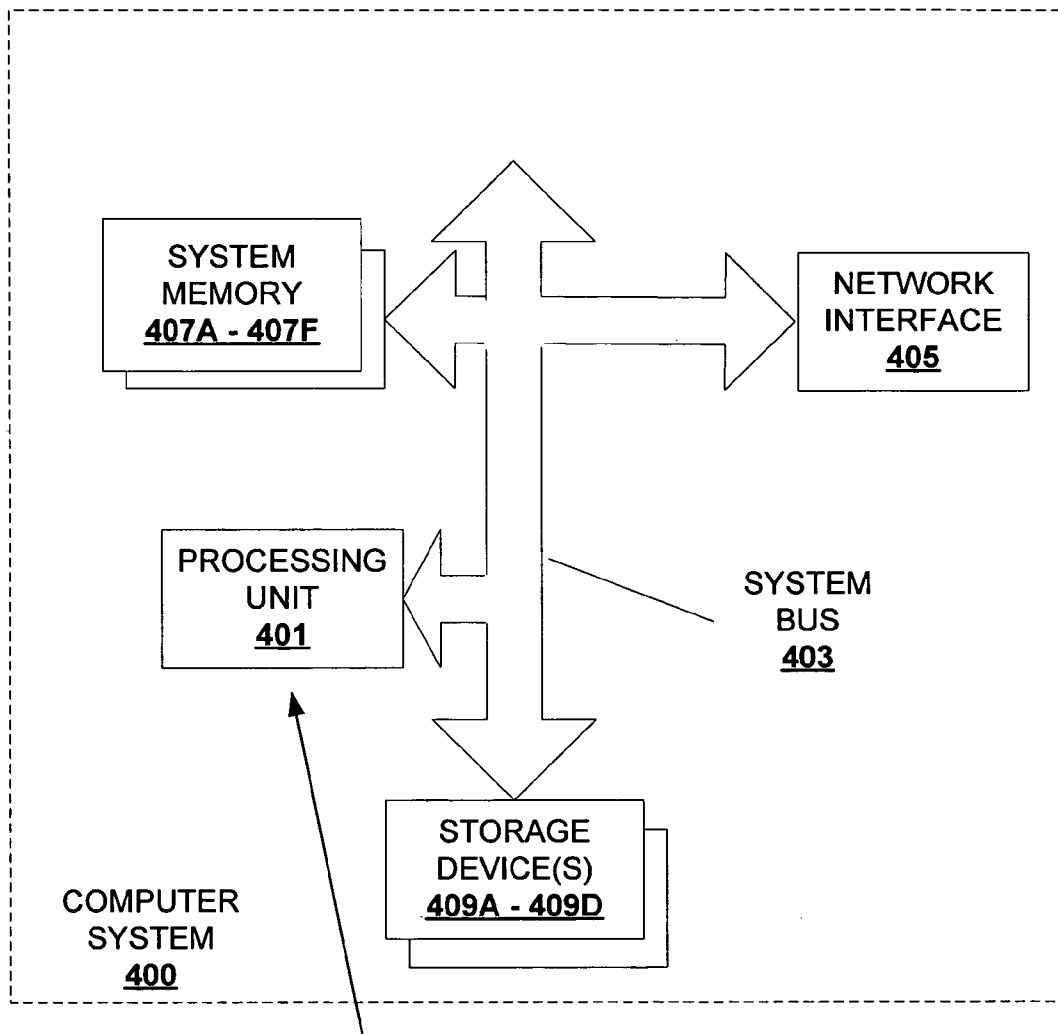 SYSTEM
MEMORY
407A - 407F
NETWORK
INTERFACE
405
PROCESSING
UNIT
401
SYSTEM
BUS
403
STORAGE
DEVICE(S)
409A - 409D
COMPUTER
SYSTEM
400